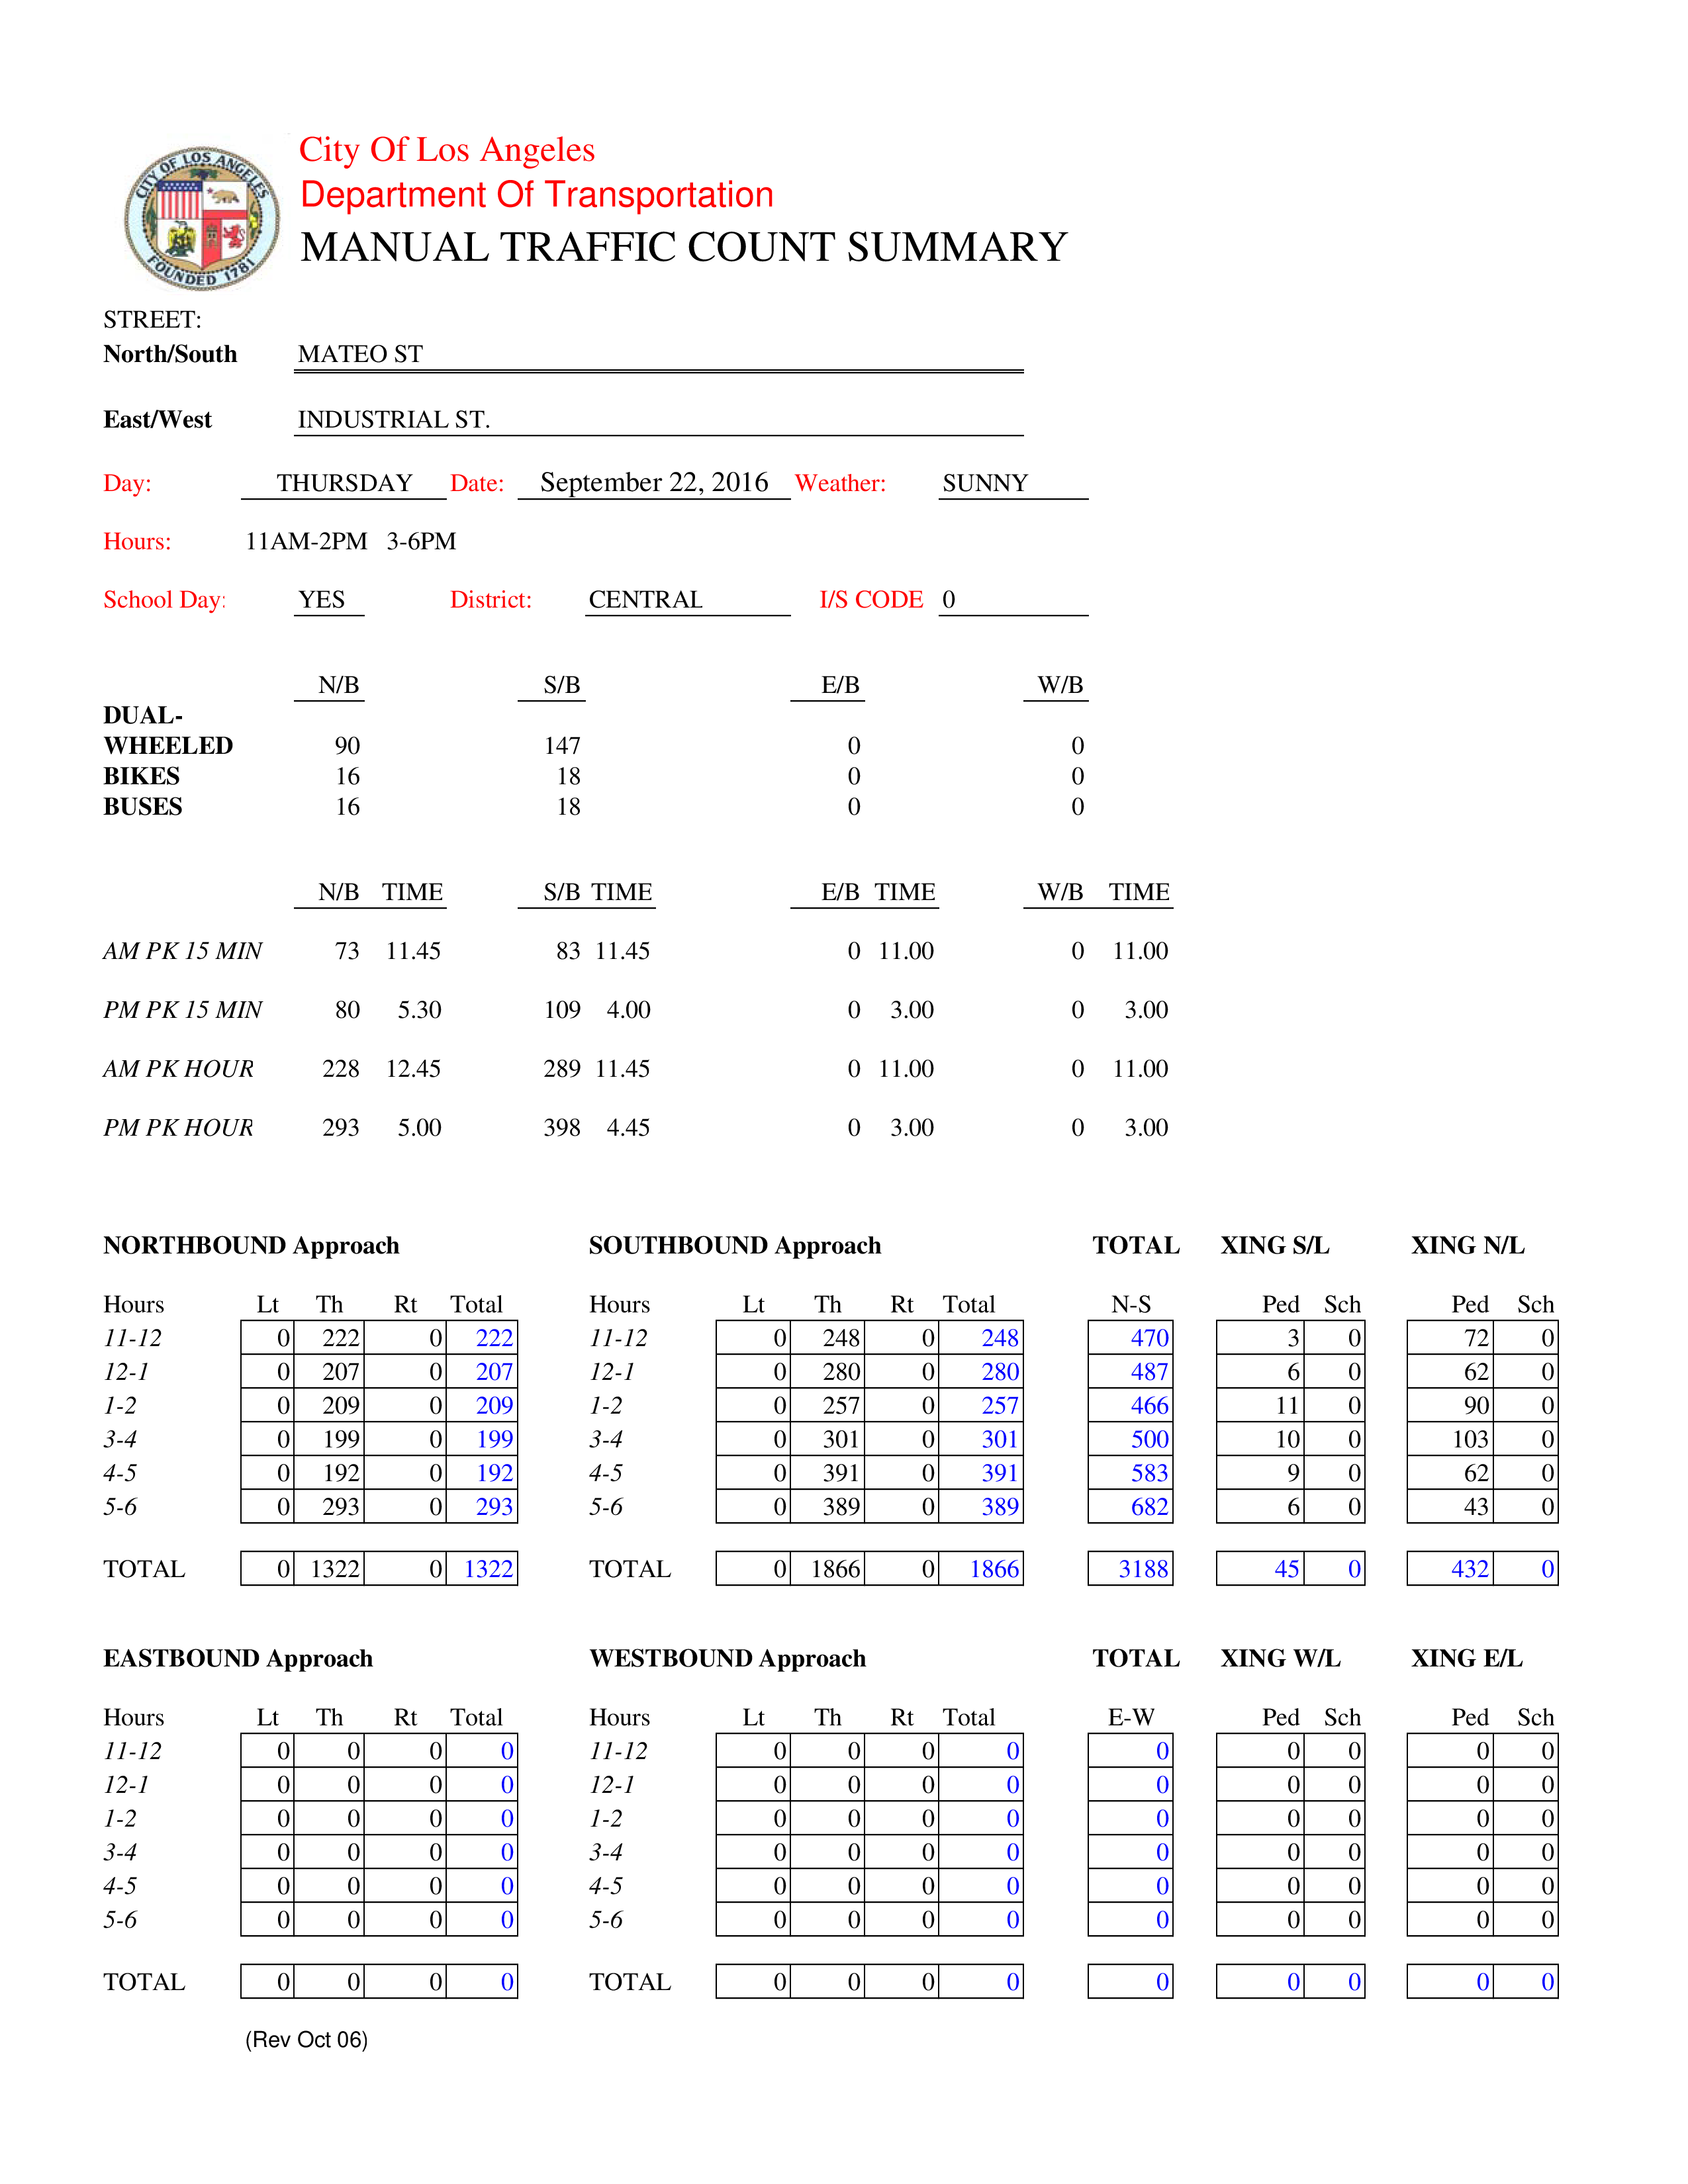 CITY OF LOS ANGELES
FOUNDED 1781
City Of Los Angeles
Department Of Transportation
MANUAL TRAFFIC COUNT SUMMARY
STREET:
North/South MATEO ST
East/West INDUSTRIAL ST.
Day: THURSDAY Date: September 22, 2016 Weather: SUNNY
Hours: 11AM-2PM 3-6PM
School Day: YES District: CENTRAL I/S CODE 0
N/B S/B E/B W/B
DUAL-
WHEELED 90 147 0 0
BIKES 16 18 0 0
BUSES 16 18 0 0
N/B TIME S/B TIME E/B TIME W/B TIME
AM PK 15 MIN 73 11.45 83 11.45 0 11.00 0 11.00
PM PK 15 MIN 80 5.30 109 4.00 0 3.00 0 3.00
AM PK HOUR 228 12.45 289 11.45 0 11.00 0 11.00
PM PK HOUR 293 5.00 398 4.45 0 3.00 0 3.00
NORTHBOUND Approach SOUTHBOUND Approach TOTAL XING S/L XING N/L
Hours Lt Th Rt Total Hours Lt Th Rt Total N-S Ped Sch Ped Sch
11-12 0 222 0 222 11-12 0 248 0 248 470 3 0 72 0
12-1 0 207 0 207 12-1 0 280 0 280 487 6 0 62 0
1-2 0 209 0 209 1-2 0 257 0 257 466 11 0 90 0
3-4 0 199 0 199 3-4 0 301 0 301 500 10 0 103 0
4-5 0 192 0 192 4-5 0 391 0 391 583 9 0 62 0
5-6 0 293 0 293 5-6 0 389 0 389 682 6 0 43 0
TOTAL 0 1322 0 1322 TOTAL 0 1866 0 1866 3188 45 0 432 0
EASTBOUND Approach WESTBOUND Approach TOTAL XING W/L XING E/L
Hours Lt Th Rt Total Hours Lt Th Rt Total E-W Ped Sch Ped Sch
11-12 0 0 0 0 11-12 0 0 0 0 0 0 0 0 0
12-1 0 0 0 0 12-1 0 0 0 0 0 0 0 0 0
1-2 0 0 0 0 1-2 0 0 0 0 0 0 0 0 0
3-4 0 0 0 0 3-4 0 0 0 0 0 0 0 0 0
4-5 0 0 0 0 4-5 0 0 0 0 0 0 0 0 0
5-6 0 0 0 0 5-6 0 0 0 0 0 0 0 0 0
TOTAL 0 0 0 0 TOTAL 0 0 0 0 0 0 0 0 0
(Rev Oct 06)